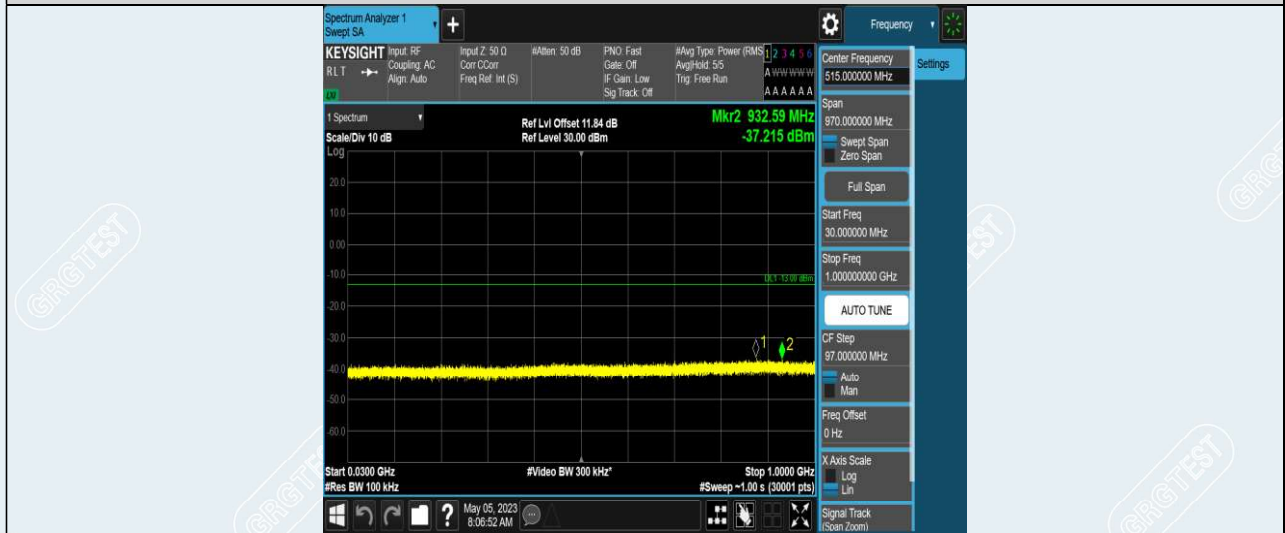 Spectrum Analyzer 1
Swept SA
+
Frequency
KEYSIGHT
RLT
LXI
Input: RF
Coupling: AC
Align: Auto
Input Z: 50 Ω
Corr CCorr
Freq Ref: Int (S)
#Atten: 50 dB
PNO: Fast
Gate: Off
IF Gain: Low
Sig Track: Off
#Avg Type: Power (RMS
Avg|Hold: 5/5
Trig: Free Run
1 2 3 4 5 6
A W W W W W
A A A A A A
1 Spectrum
Scale/Div 10 dB
Ref Lvl Offset 11.84 dB
Ref Level 30.00 dBm
Mkr2 932.59 MHz
-37.215 dBm
Log
20.0
10.0
0.00
-10.0
DL1 -13.00 dBm
-20.0
-30.0
1
2
-40.0
-50.0
-60.0
Start 0.0300 GHz
#Res BW 100 kHz
#Video BW 300 kHz*
Stop 1.0000 GHz
#Sweep ~1.00 s (30001 pts)
?
May 05, 2023
8:06:52 AM
Center Frequency
515.000000 MHz
Settings
Span
970.000000 MHz
Swept Span
Zero Span
Full Span
Start Freq
30.000000 MHz
Stop Freq
1.000000000 GHz
AUTO TUNE
CF Step
97.000000 MHz
Auto
Man
Freq Offset
0 Hz
X Axis Scale
Log
Lin
Signal Track
(Span Zoom)
GRGTEST
GRGTEST
GRGTEST